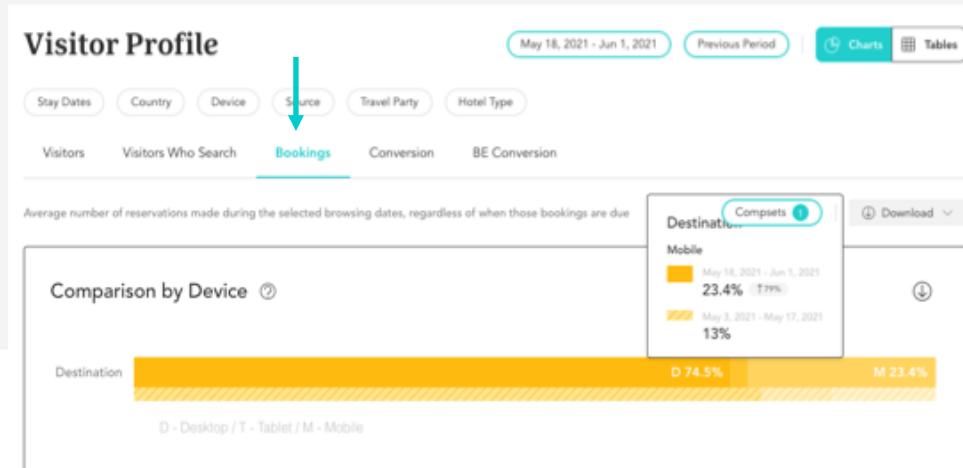 Visitor Profile
May 18, 2021 - Jun 1, 2021
Previous Period
Charts
Tables
Stay Dates
Country
Device
Source
Travel Party
Hotel Type
Visitors
Visitors Who Search
Bookings
Conversion
BE Conversion
Average number of reservations made during the selected browsing dates, regardless of when those bookings are due
Compsets 1
Download
Destination
Mobile
May 18, 2021 - Jun 1, 2021
23.4% ↑79%
May 3, 2021 - May 17, 2021
13%
Comparison by Device ?
Destination
D 74.5%
M 23.4%
D - Desktop / T - Tablet / M - Mobile